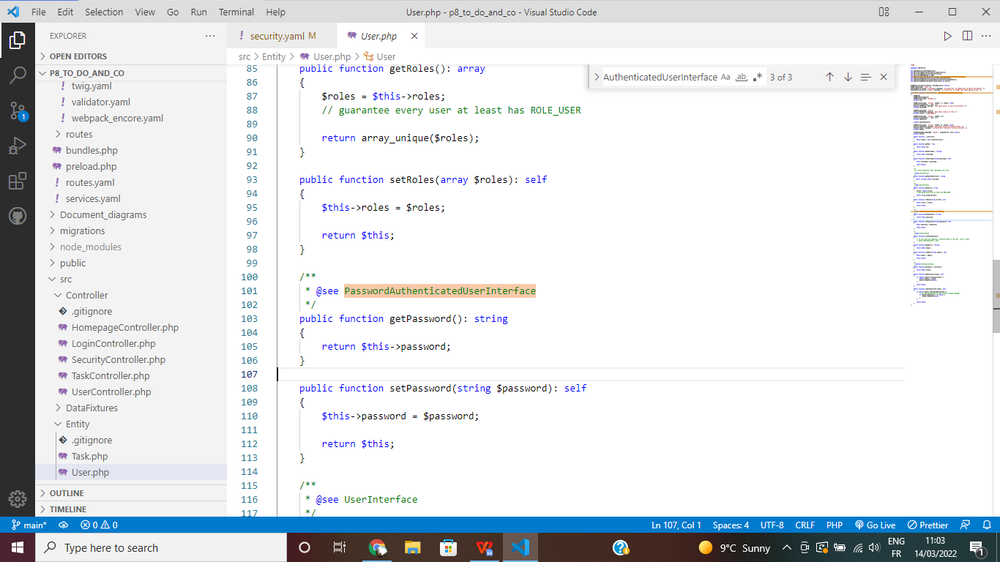 File Edit Selection View Go Run Terminal Help User.php - p8_to_do_and_co - Visual Studio Code
EXPLORER
OPEN EDITORS
P8_TO_DO_AND_CO
twig.yaml
validator.yaml
webpack_encore.yaml
routes
bundles.php
preload.php
routes.yaml
services.yaml
Document_diagrams
migrations
node_modules
public
src
Controller
.gitignore
HomepageController.php
LoginController.php
SecurityController.php
TaskController.php
UserController.php
DataFixtures
Entity
.gitignore
Task.php
User.php
OUTLINE
TIMELINE
security.yaml M User.php
src > Entity > User.php > User
AuthenticatedUserInterface Aa ab .* 3 of 3
85 public function getRoles(): array
86 {
87 $roles = $this->roles;
88 // guarantee every user at least has ROLE_USER
89
90 return array_unique($roles);
91 }
92
93 public function setRoles(array $roles): self
94 {
95 $this->roles = $roles;
96
97 return $this;
98 }
99
100 /**
101 * @see PasswordAuthenticatedUserInterface
102 */
103 public function getPassword(): string
104 {
105 return $this->password;
106 }
107
108 public function setPassword(string $password): self
109 {
110 $this->password = $password;
111
112 return $this;
113 }
114
115 /**
116 * @see UserInterface
117 */
1
main* 0 0 Ln 107, Col 1 Spaces: 4 UTF-8 CRLF PHP Go Live Prettier
Type here to search
9°C Sunny
ENG
FR
11:03
14/03/2022
1